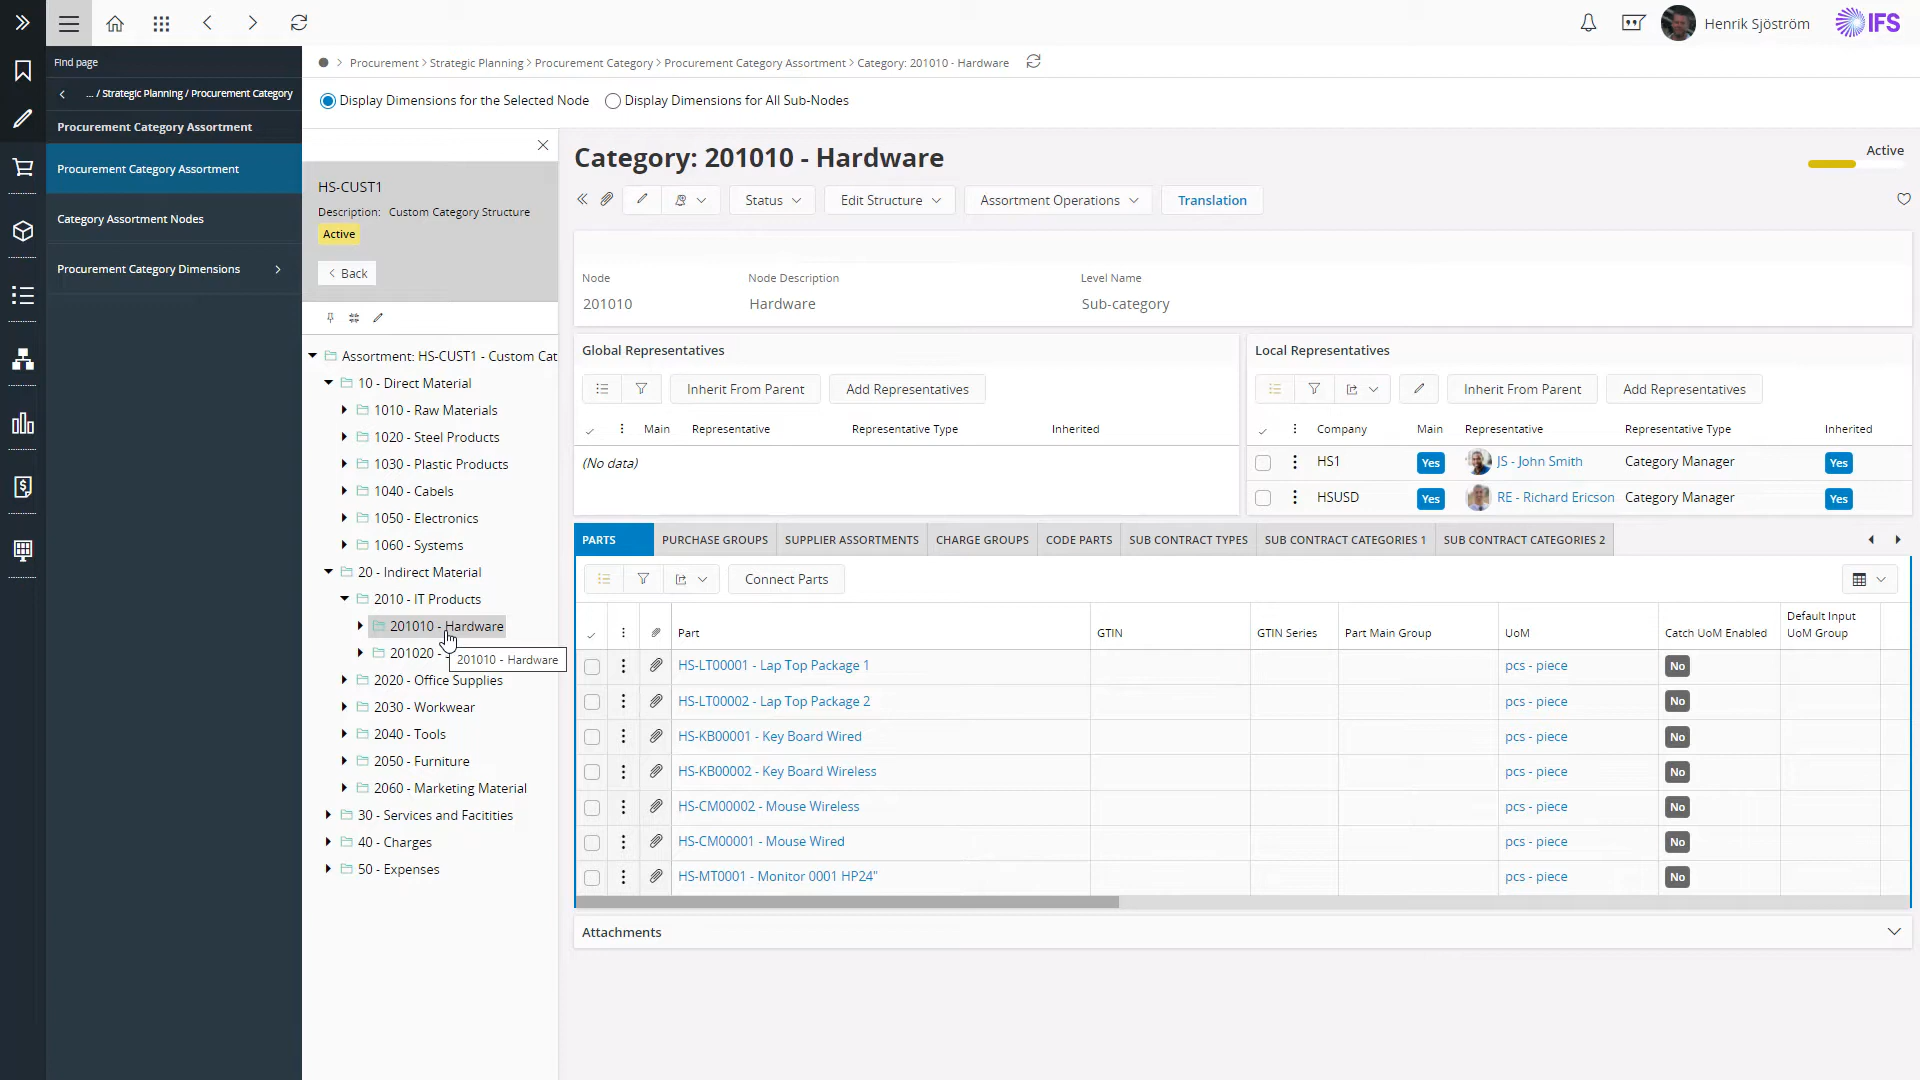 Henrik Sjöström
IFS
Find page
... / Strategic Planning / Procurement Category
Procurement Category Assortment
Procurement Category Assortment
Category Assortment Nodes
Procurement Category Dimensions
Procurement > Strategic Planning > Procurement Category > Procurement Category Assortment > Category: 201010 - Hardware
Display Dimensions for the Selected Node
Display Dimensions for All Sub-Nodes
HS-CUST1
Description: Custom Category Structure
Active
Back
Assortment: HS-CUST1 - Custom Cat
10 - Direct Material
1010 - Raw Materials
1020 - Steel Products
1030 - Plastic Products
1040 - Cabels
1050 - Electronics
1060 - Systems
20 - Indirect Material
2010 - IT Products
201010 - Hardware
201020 -
201010 - Hardware
2020 - Office Supplies
2030 - Workwear
2040 - Tools
2050 - Furniture
2060 - Marketing Material
30 - Services and Facitities
40 - Charges
50 - Expenses
Category: 201010 - Hardware
Active
Status
Edit Structure
Assortment Operations
Translation
Node Node Description Level Name
201010 Hardware Sub-category
Global Representatives
Inherit From Parent
Add Representatives
Main Representative Representative Type Inherited
(No data)
Local Representatives
Inherit From Parent
Add Representatives
Company Main Representative Representative Type Inherited
HS1 Yes JS - John Smith Category Manager Yes
HSUSD Yes RE - Richard Ericson Category Manager Yes
PARTS PURCHASE GROUPS SUPPLIER ASSORTMENTS CHARGE GROUPS CODE PARTS SUB CONTRACT TYPES SUB CONTRACT CATEGORIES 1 SUB CONTRACT CATEGORIES 2
Connect Parts
Part GTIN GTIN Series Part Main Group UoM Catch UoM Enabled Default Input UoM Group
HS-LT00001 - Lap Top Package 1 pcs - piece No
HS-LT00002 - Lap Top Package 2 pcs - piece No
HS-KB00001 - Key Board Wired pcs - piece No
HS-KB00002 - Key Board Wireless pcs - piece No
HS-CM00002 - Mouse Wireless pcs - piece No
HS-CM00001 - Mouse Wired pcs - piece No
HS-MT0001 - Monitor 0001 HP24" pcs - piece No
Attachments